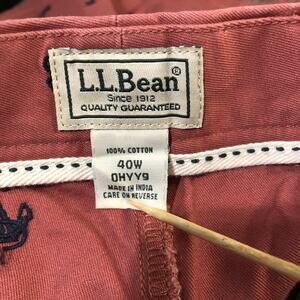 L.L.Bean®
Since 1912
QUALITY GUARANTEED
100% COTTON
40W
0HYY9
MADE IN INDIA
CARE ON REVERSE